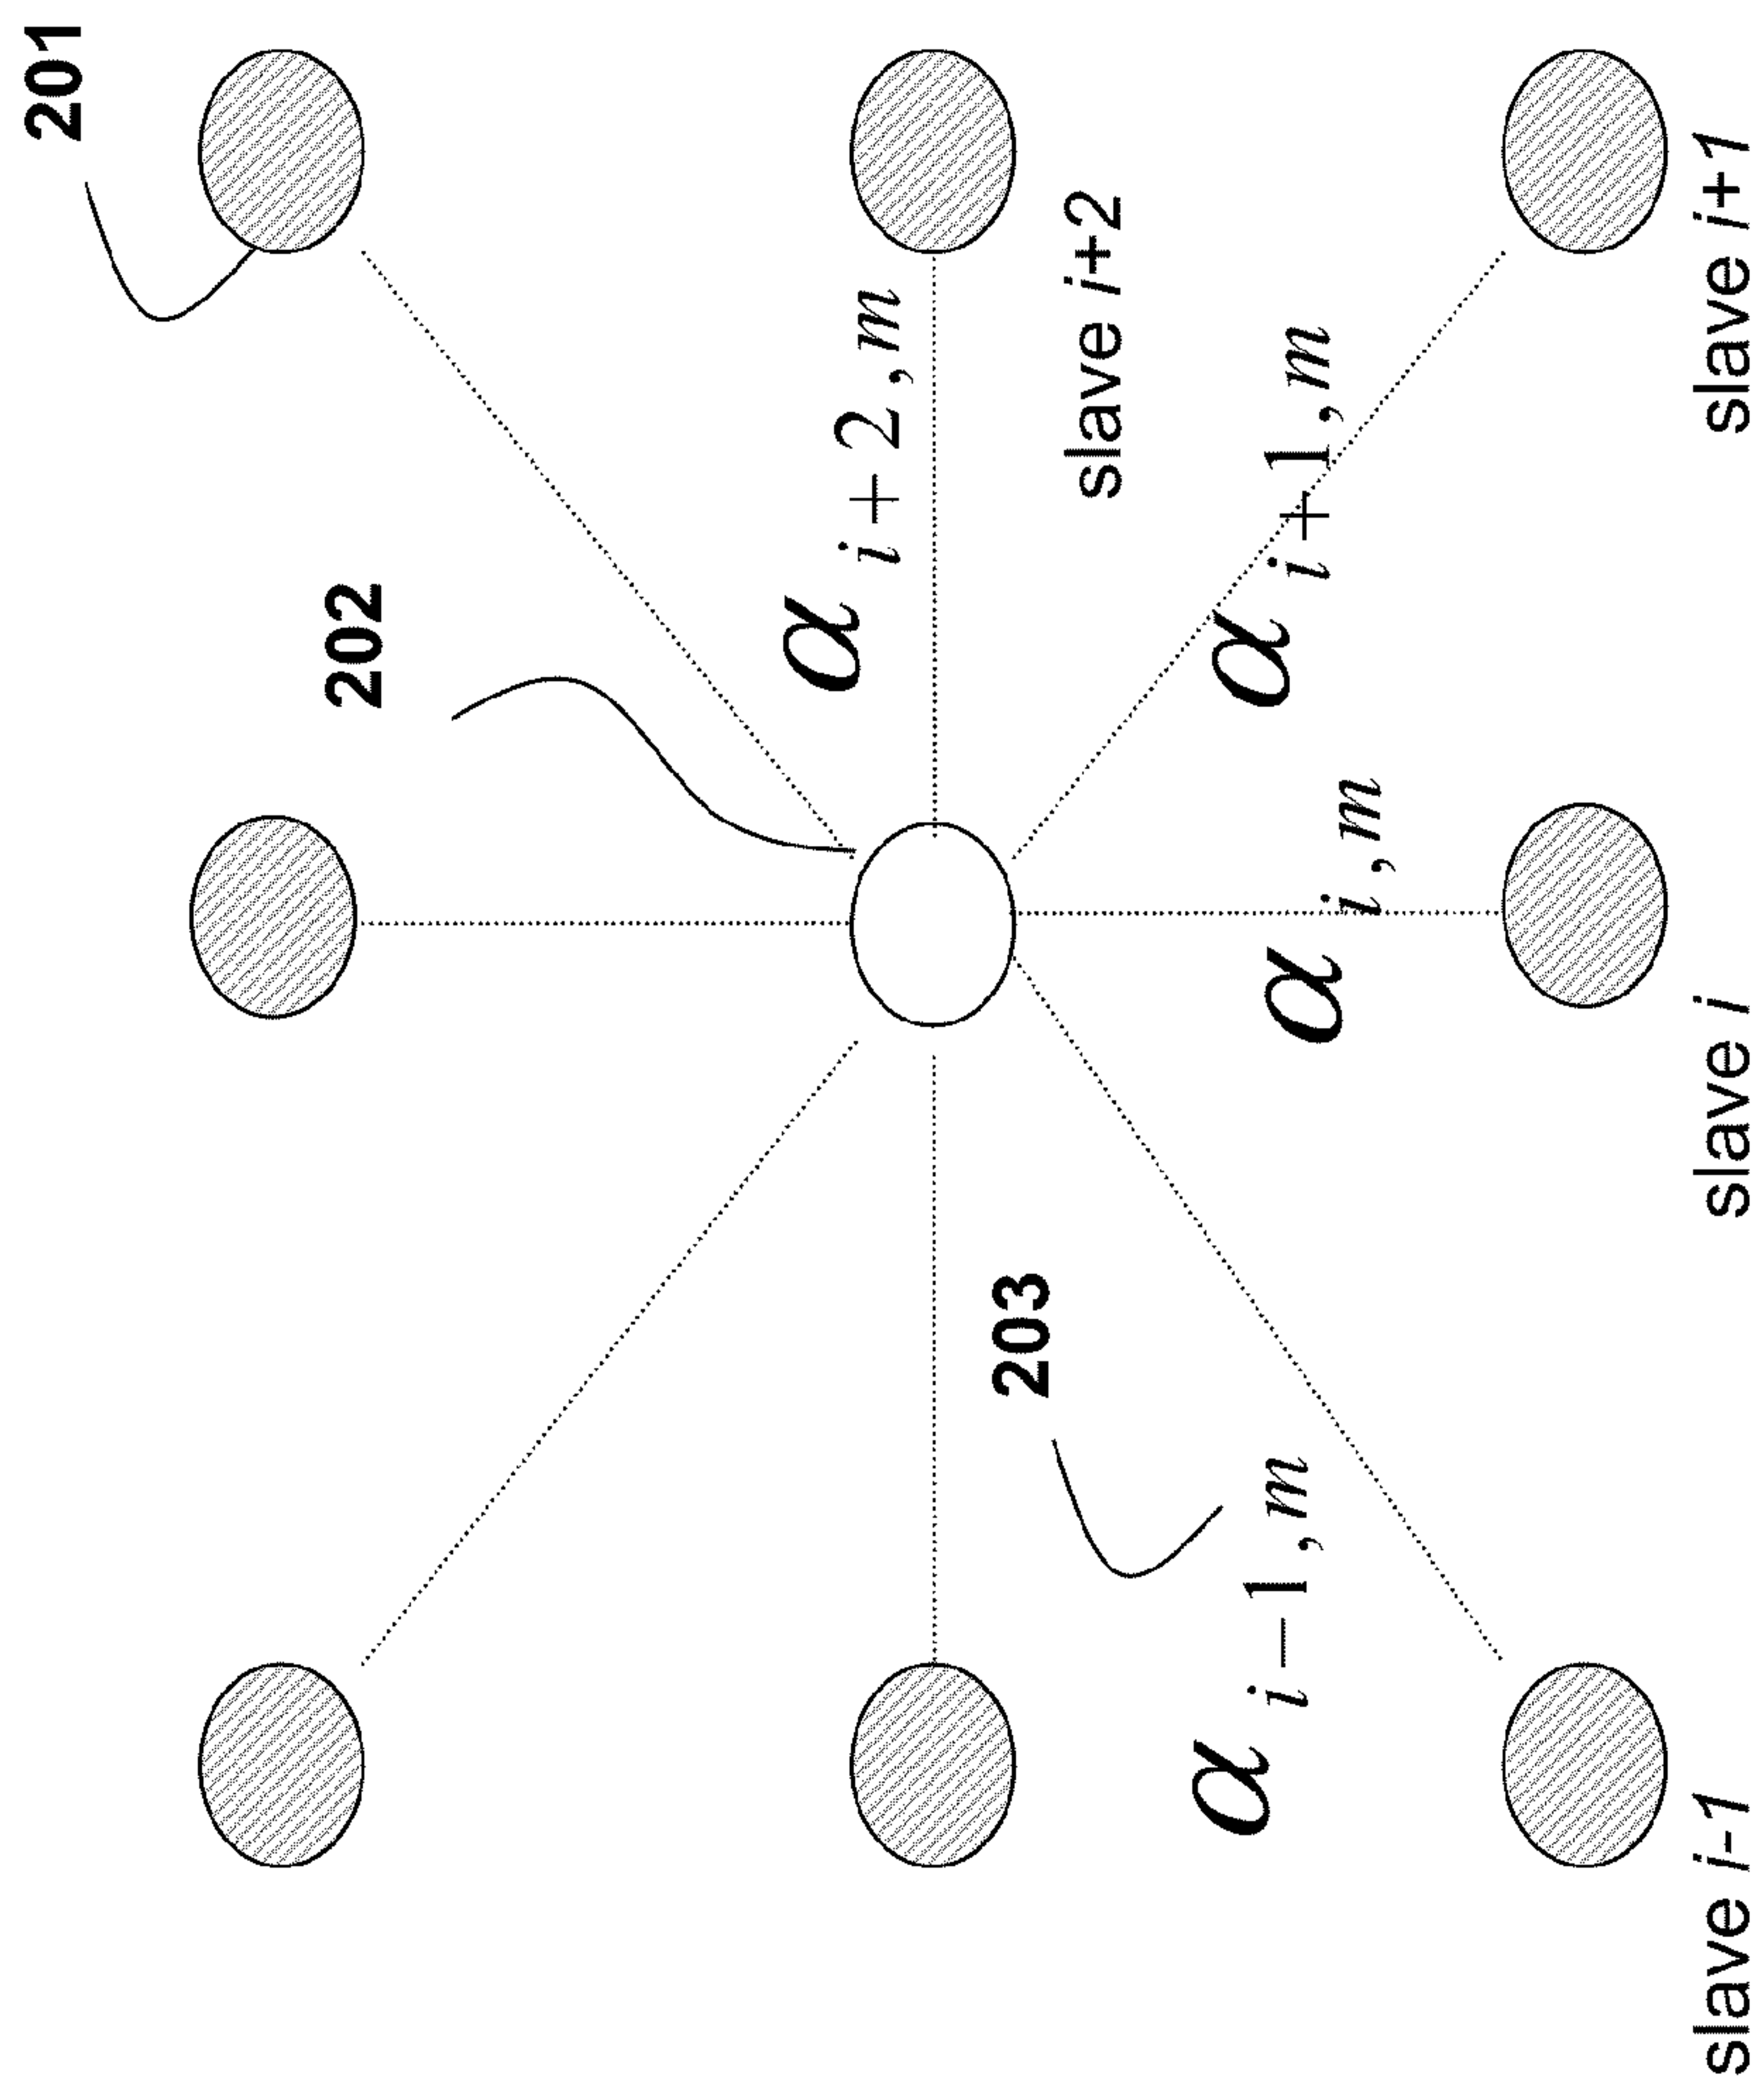 201
202
α i+2,m
slave i+2
203
α i−1,m
α i,m
α i+1,m
slave i-1
slave i
slave i+1